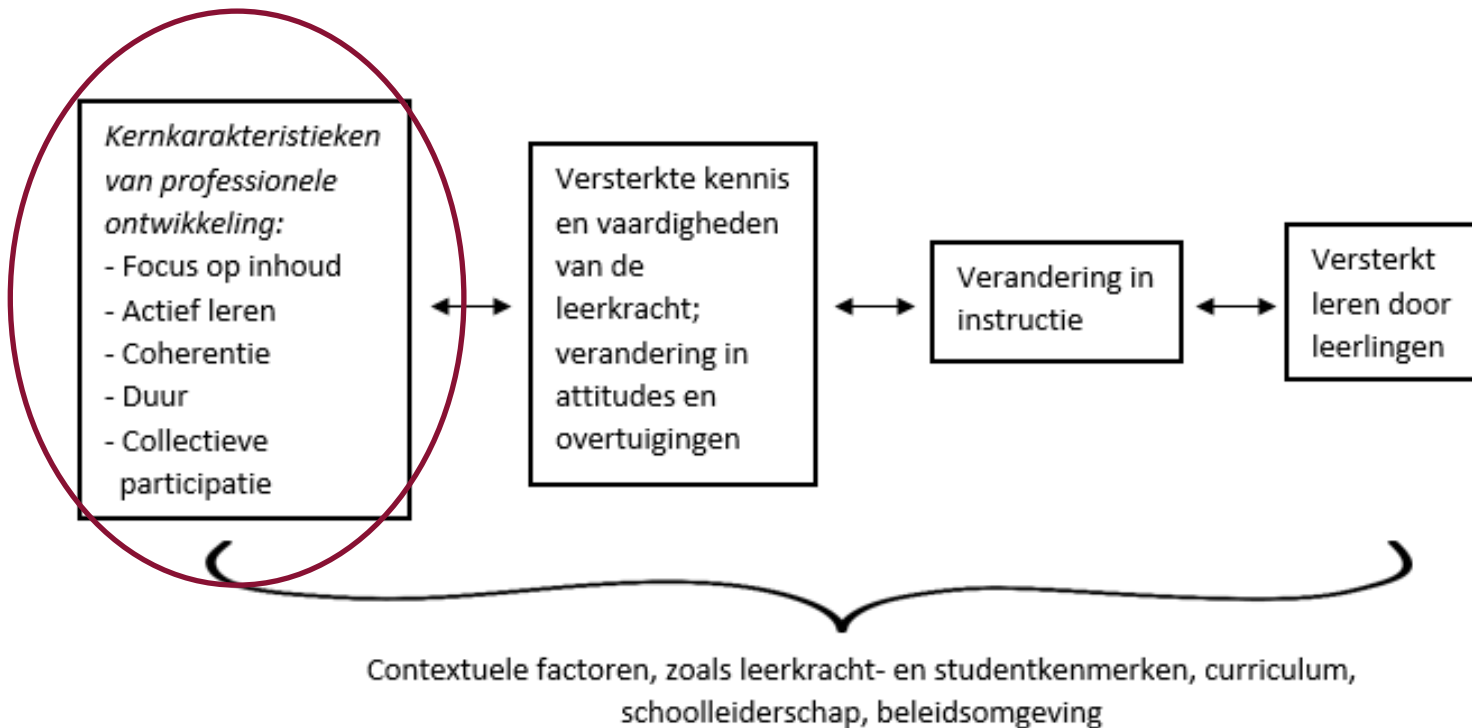 Kernkarakteristieken
van professionele
ontwikkeling:
- Focus op inhoud
- Actief leren
- Coherentie
- Duur
- Collectieve
participatie
Versterkte kennis
en vaardigheden
van de
leerkracht;
verandering in
attitudes en
overtuigingen
Verandering in
instructie
Versterkt
leren door
leerlingen
Contextuele factoren, zoals leerkracht- en studentkenmerken, curriculum,
schoolleiderschap, beleidsomgeving